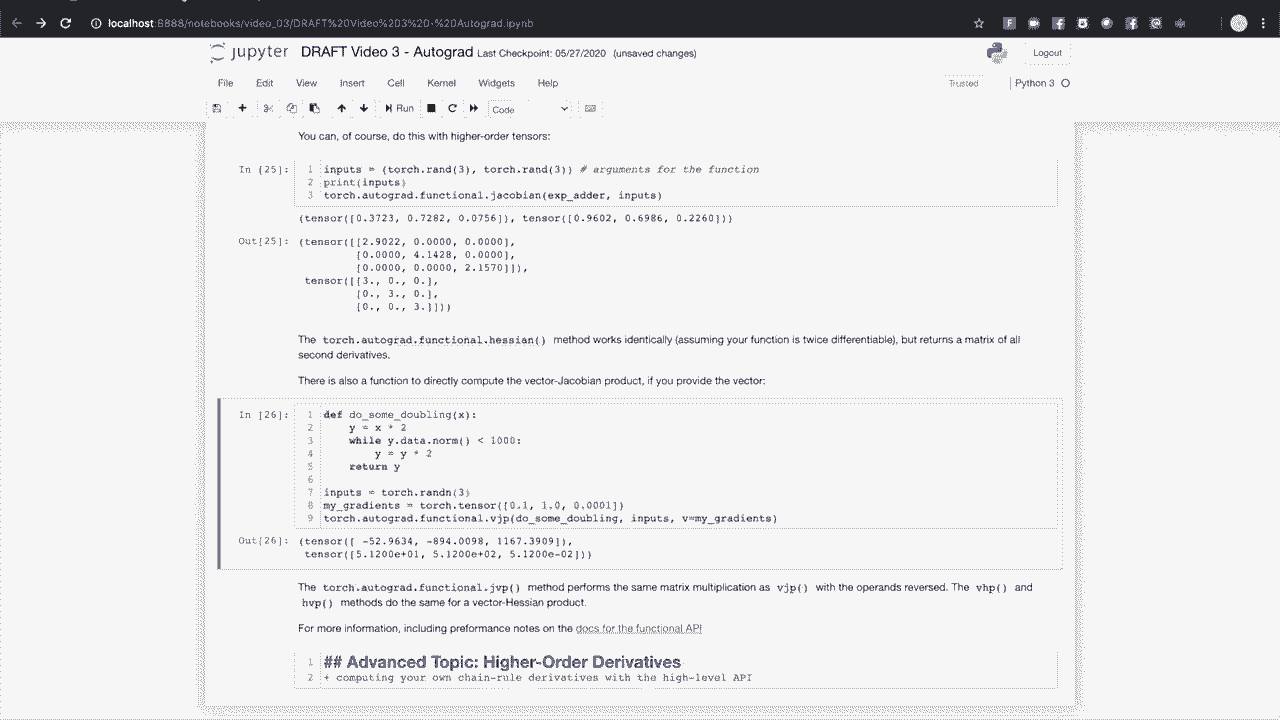 localhost:8888/notebook/video_03/DRAFT%20Video%203%20-%20Autograd.ipynb
jupyter DRAFT Video 3 - Autograd Last Checkpoint: 05/27/2020 (unsaved changes) Logout
File Edit View Insert Cell Kernel Widgets Help Trusted Python 3
Run Code
You can, of course, do this with higher-order tensors:
In [25]: 1 inputs = (torch.rand(3), torch.rand(3)) # arguments for the function
2 print(inputs)
3 torch.autograd.functional.jacobian(exp_adder, inputs)
(tensor([0.3723, 0.7282, 0.0756]), tensor([0.9602, 0.6986, 0.2260]))
Out[25]: (tensor([[2.9022, 0.0000, 0.0000],
[0.0000, 4.1428, 0.0000],
[0.0000, 0.0000, 2.1570]]),
tensor([[3., 0., 0.],
[0., 3., 0.],
[0., 0., 3.]]))
The torch.autograd.functional.hessian() method works identically (assuming your function is twice differentiable), but returns a matrix of all
second derivatives.
There is also a function to directly compute the vector-Jacobian product, if you provide the vector:
In [26]: 1 def do_some_doubling(x):
2 y = x * 2
3 while y.data.norm() < 1000:
4 y = y * 2
5 return y
6
7 inputs = torch.randn(3)
8 my_gradients = torch.tensor([0.1, 1.0, 0.0001])
9 torch.autograd.functional.vjp(do_some_doubling, inputs, v=my_gradients)
Out[26]: (tensor([ -52.9634, -894.0098, 1167.3909]),
tensor([5.1200e+01, 5.1200e+02, 5.1200e-02]))
The torch.autograd.functional.jvp() method performs the same matrix multiplication as vjp() with the operands reversed. The vhp() and
hvp() methods do the same for a vector-Hessian product.
For more information, including preformance notes on the docs for the functional API
1 ## Advanced Topic: Higher-Order Derivatives
2 + computing your own chain-rule derivatives with the high-level API